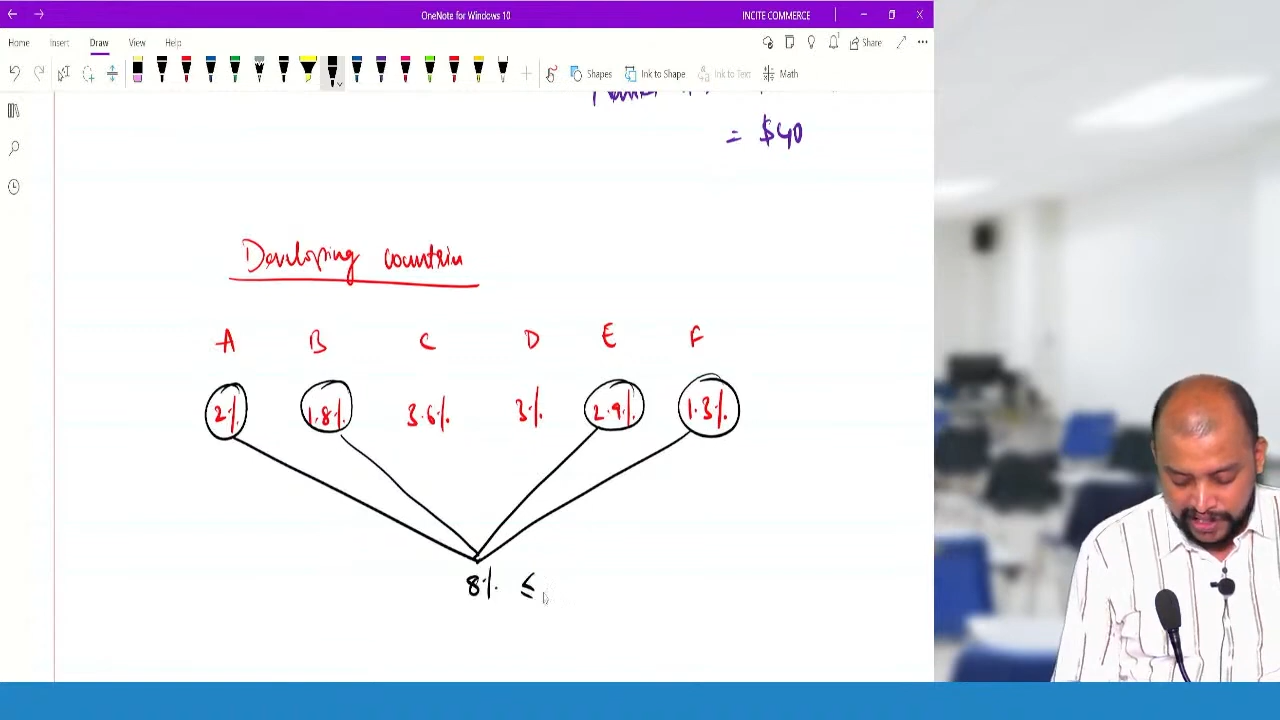 OneNote for Windows 10
INCITE COMMERCE
Home Insert Draw View Help
Share
Shapes Ink to Shape Ink to Text Math
= $40
Developing countries
A B C D E F
2% 1.8% 3.6% 3% 2.9% 1.3%
8% ≤